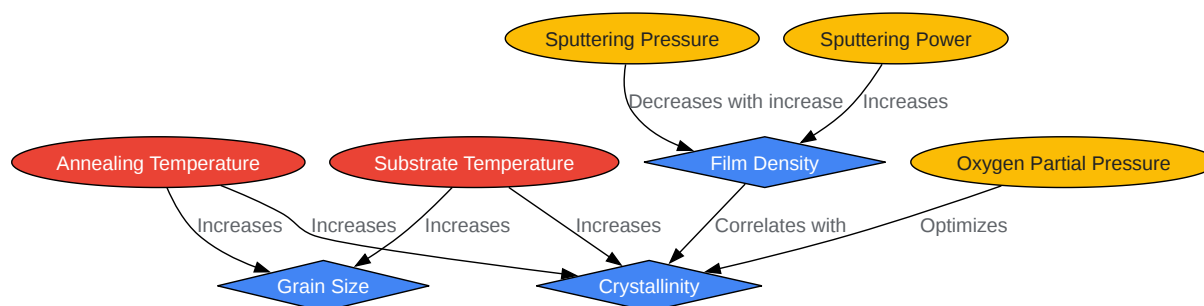 Sputtering Pressure
Sputtering Power
Decreases with increase
Increases
Annealing Temperature
Substrate Temperature
Film Density
Oxygen Partial Pressure
Increases
Increases
Increases
Increases
Correlates with
Optimizes
Grain Size
Crystallinity